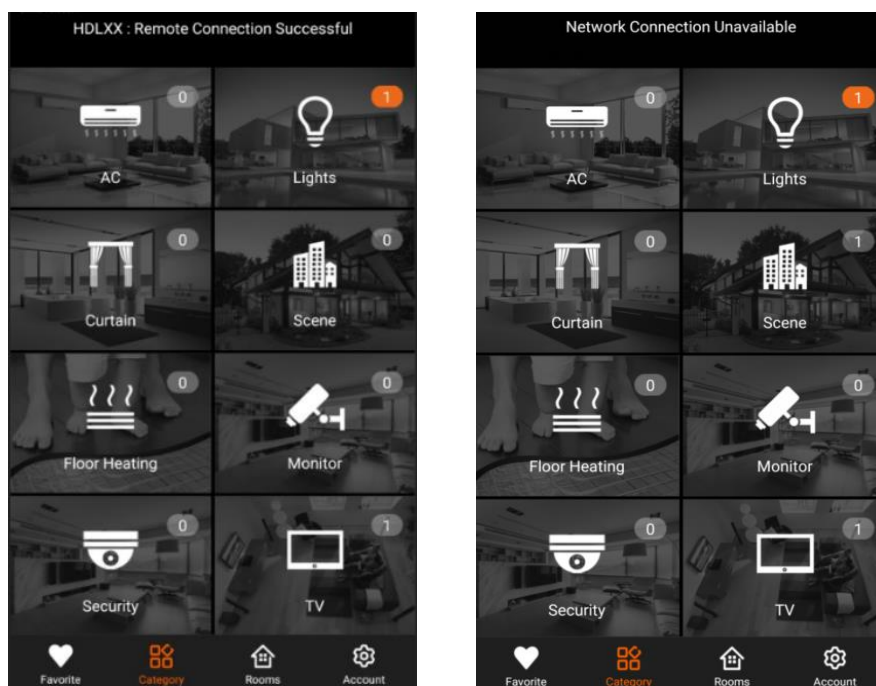 HDLXX : Remote Connection Successful
0
1
AC
Lights
0
0
Curtain
Scene
0
0
Floor Heating
Monitor
0
1
Security
TV
Favorite
Category
Rooms
Account
Network Connection Unavailable
0
1
AC
Lights
0
1
Curtain
Scene
0
0
Floor Heating
Monitor
0
1
Security
TV
Favorite
Category
Rooms
Account